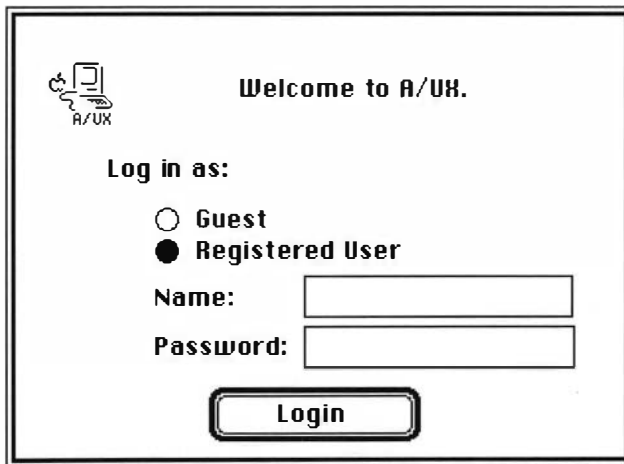 Welcome to A/UX.
A/UX
Log in as:
Guest
Registered User
Name:
Password:
Login